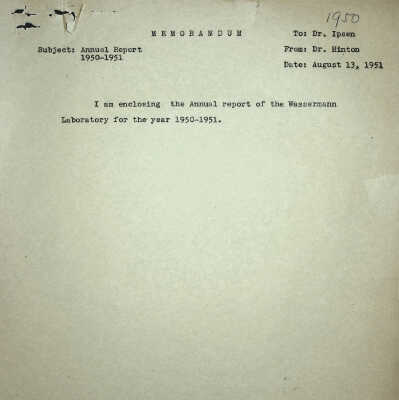 1950
MEMORANDUM To: Dr. Ipsen
Subject: Annual Report From: Dr. Hinton
1950-1951
Date: August 13, 1951
I am enclosing the Annual report of the Wassermann
Laboratory for the year 1950-1951.